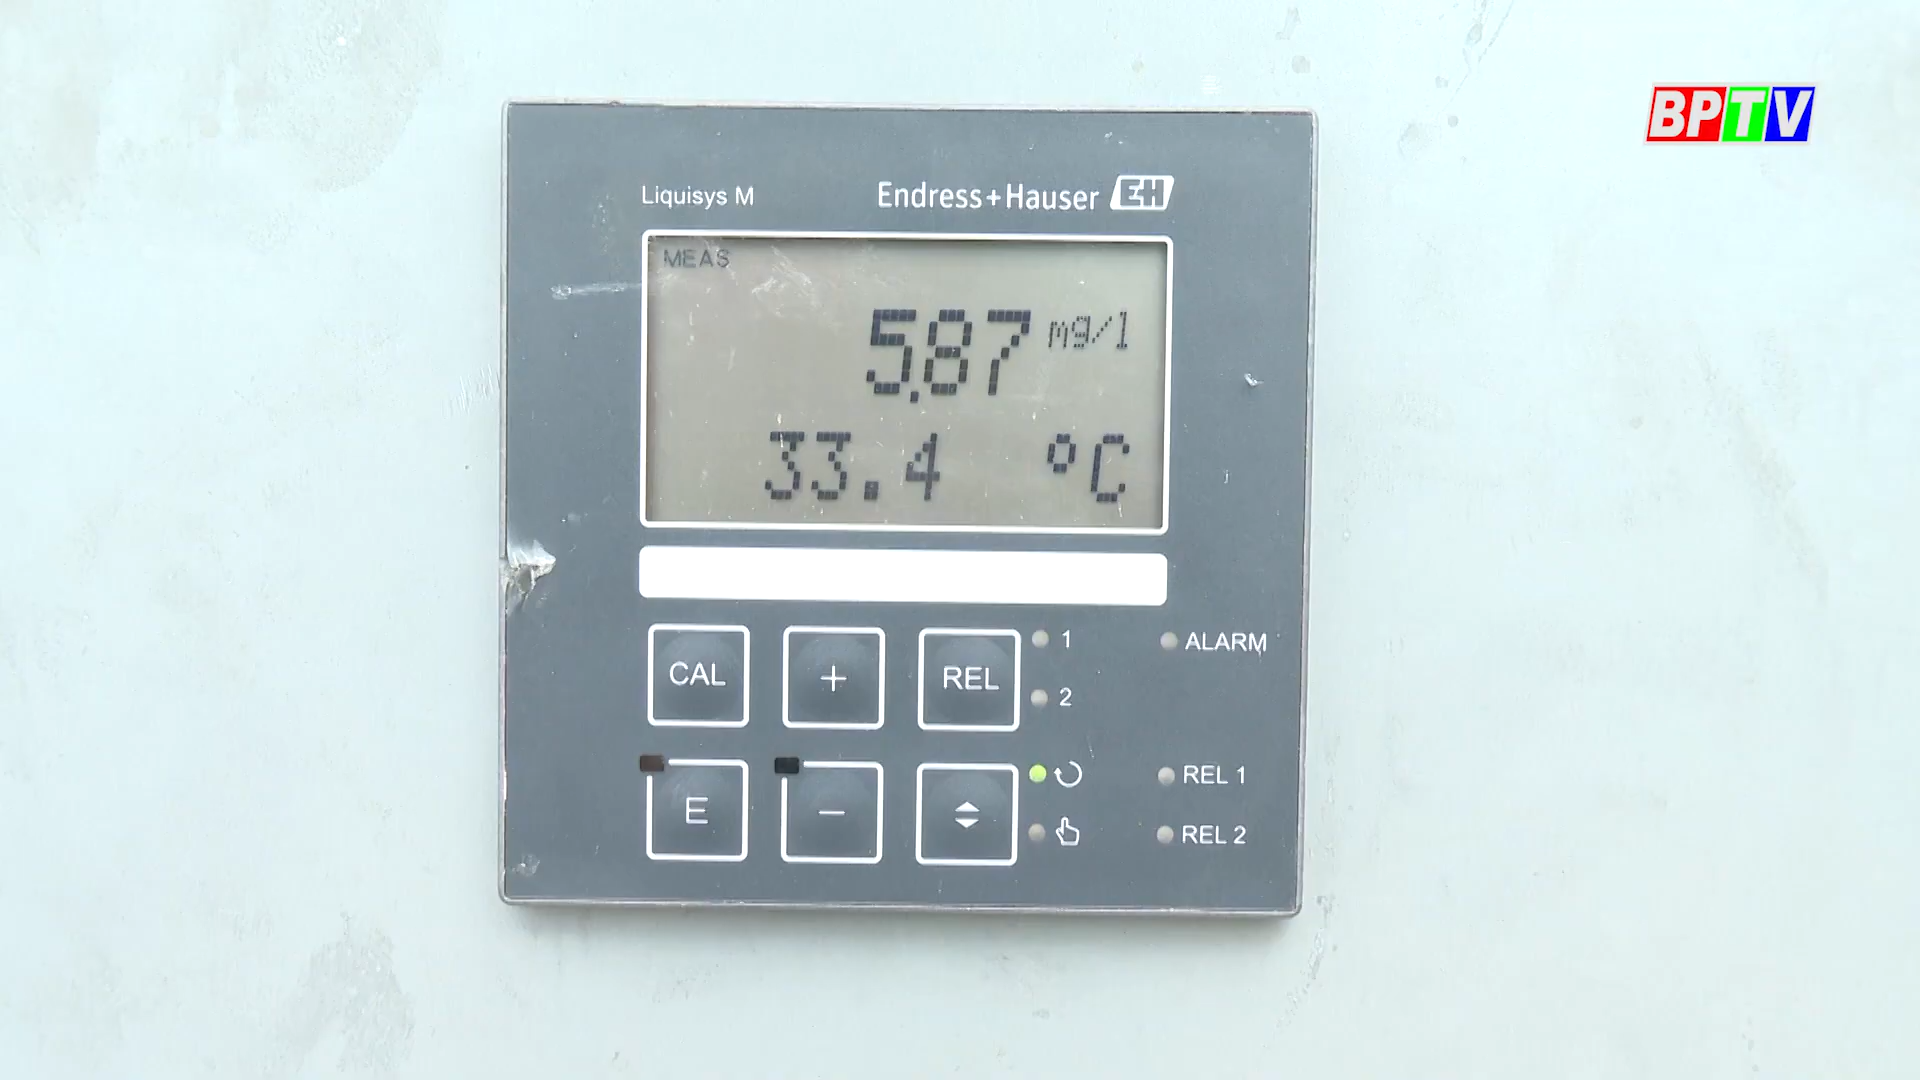 BPTV
Liquisys M Endress+Hauser EH
MEAS
5.87 mg/l
33.4 °C
CAL + REL 1 ALARM
2
E − REL 1
REL 2